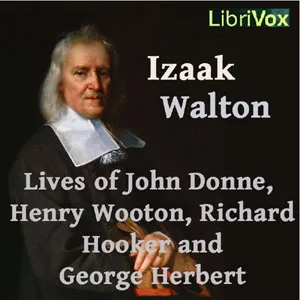 LibriVox
Izaak
Walton
Lives of John Donne,
Henry Wooton, Richard
Hooker and
George Herbert